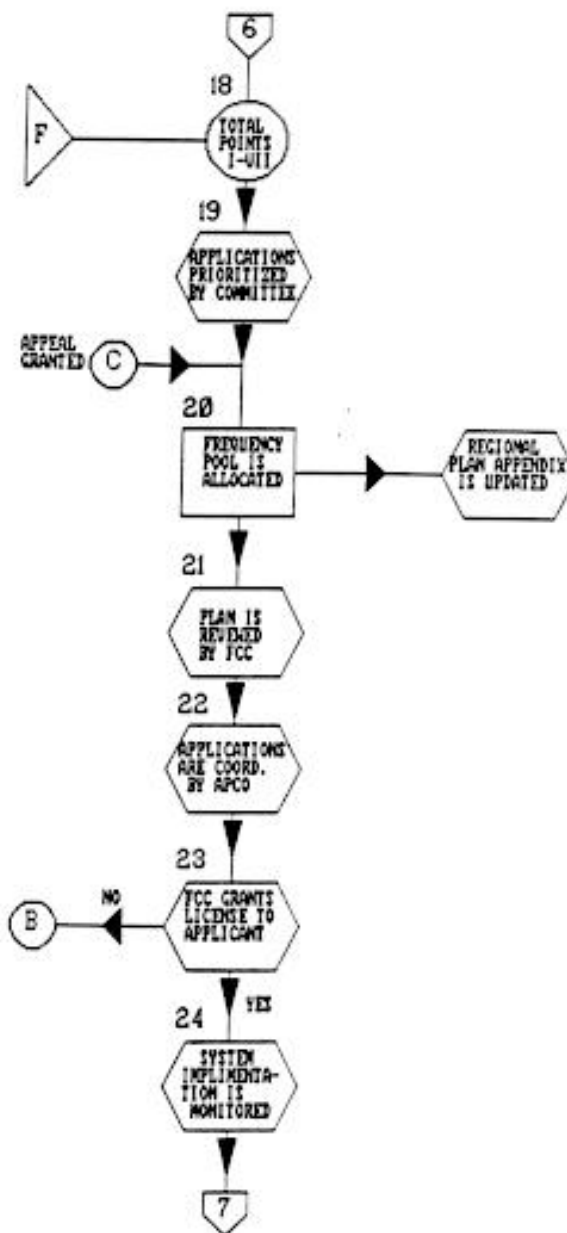 6
18
F
TOTAL
POINTS
I-VII
19
APPLICATIONS
PRIORITIZED
BY COMMITTEE
APPEAL
GRANTED
C
20
FREQUENCY
POOL IS
ALLOCATED
REGIONAL
PLAN APPENDIX
IS UPDATED
21
PLAN IS
REVEWED
BY FCC
22
APPLICATIONS
ARE COORD.
BY APCO
23
FCC GRANTS
LICENSE TO
APPLICANT
NO
B
YES
24
SYSTEM
IMPLIMENTA-
TION IS
MONITORED
7